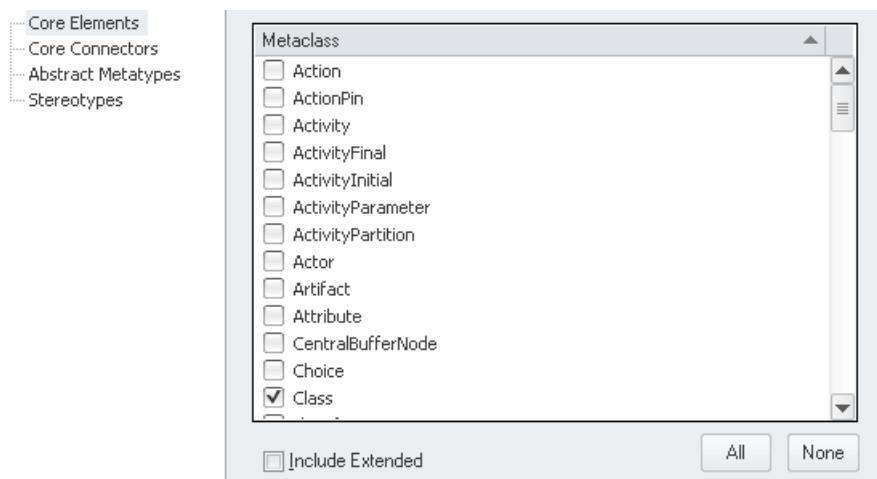 Core Elements
Core Connectors
Abstract Metatypes
Stereotypes
Metaclass
Action
ActionPin
Activity
ActivityFinal
ActivityInitial
ActivityParameter
ActivityPartition
Actor
Artifact
Attribute
CentralBufferNode
Choice
Class
Include Extended
All
None